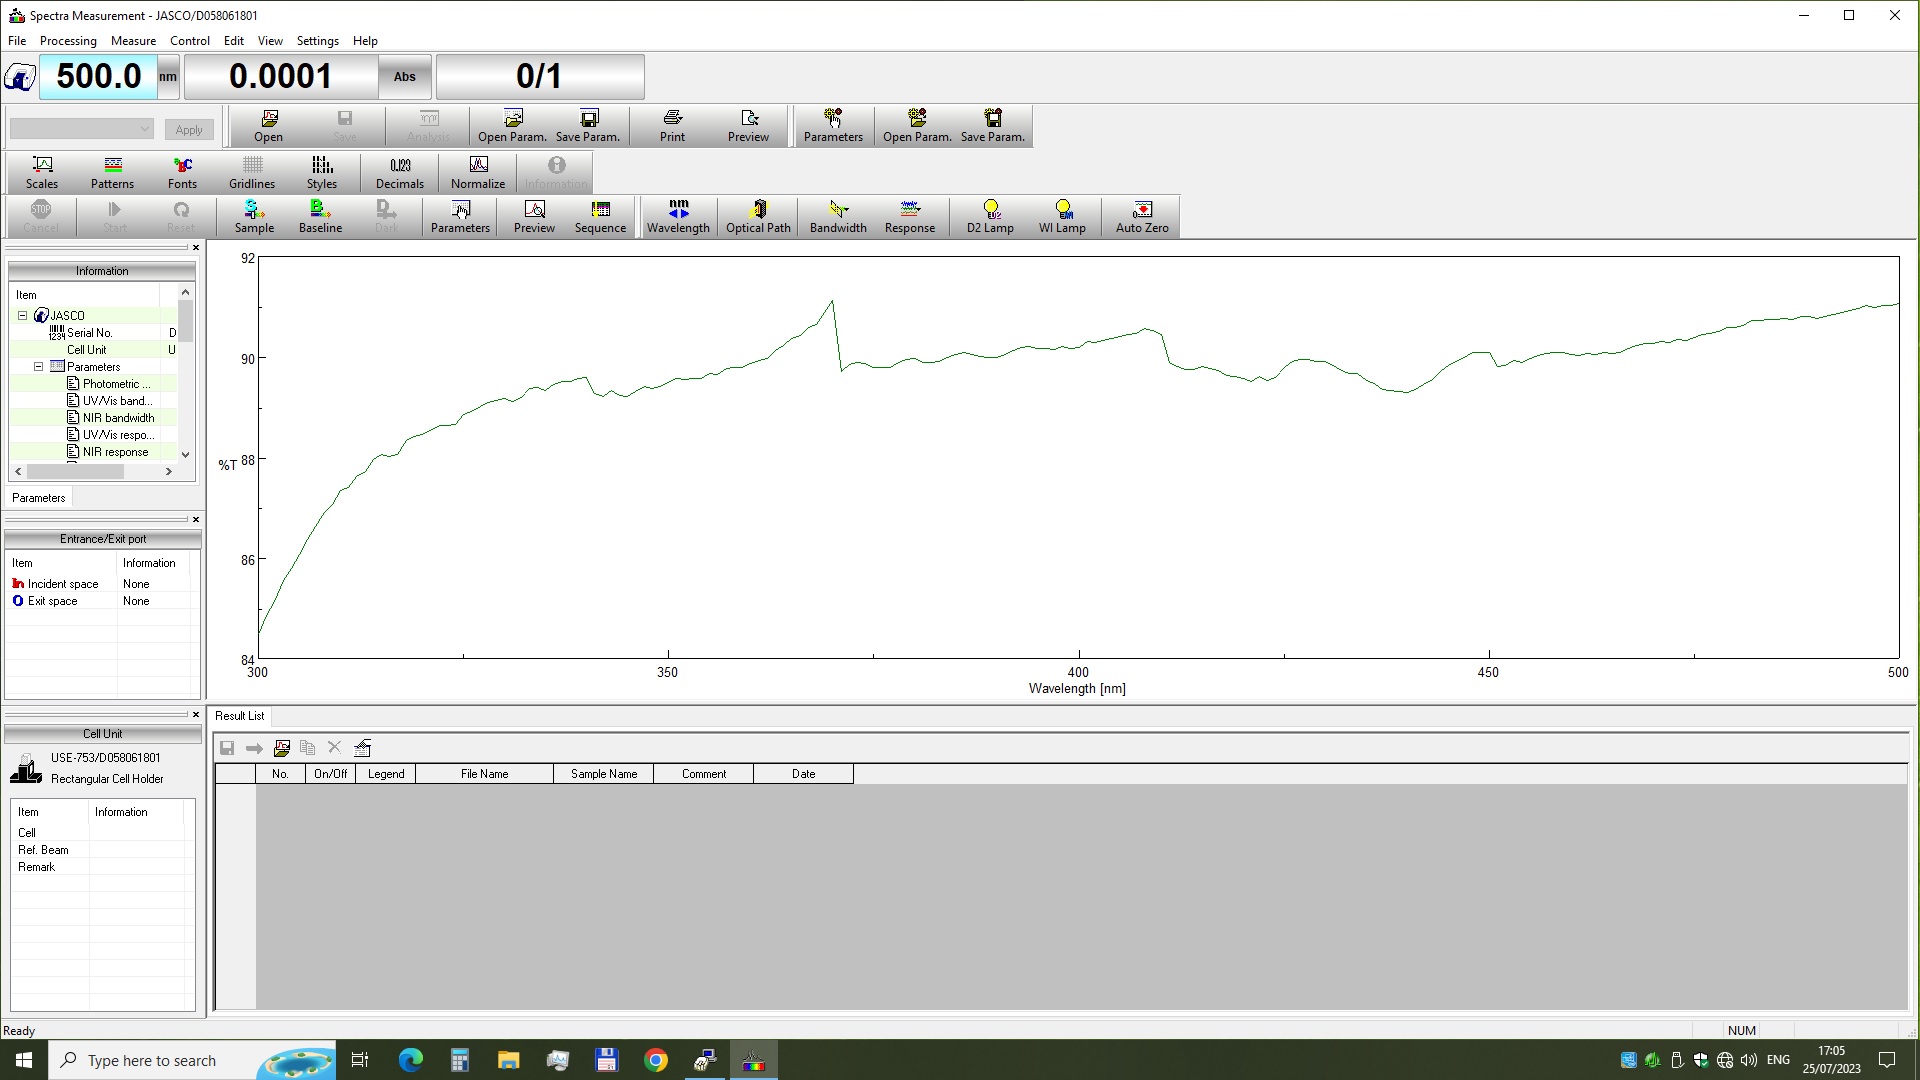 Spectra Measurement - JASCO/D058061801
File Processing Measure Control Edit View Settings Help
500.0 nm 0.0001 Abs 0/1
Apply Open Save Analysis Open Param. Save Param. Print Preview Parameters Open Param. Save Param.
Scales Patterns Fonts Gridlines Styles Decimals Normalize Information
Cancel Start Reset Sample Baseline Dark Parameters Preview Sequence Wavelength Optical Path Bandwidth Response D2 Lamp WI Lamp Auto Zero
Information
Item
JASCO
Serial No. D
Cell Unit U
Parameters
Photometric ...
UV/Vis band...
NIR bandwidth
UV/Vis respo...
NIR response
Parameters
Entrance/Exit port
Item Information
Incident space None
Exit space None
Cell Unit
USE-753/D058061801
Rectangular Cell Holder
Item Information
Cell
Ref. Beam
Remark
92
90
%T 88
86
84
300 350 400 450 500
Wavelength [nm]
Result List
No. On/Off Legend File Name Sample Name Comment Date
Ready NUM
Type here to search
ENG
17:05
25/07/2023